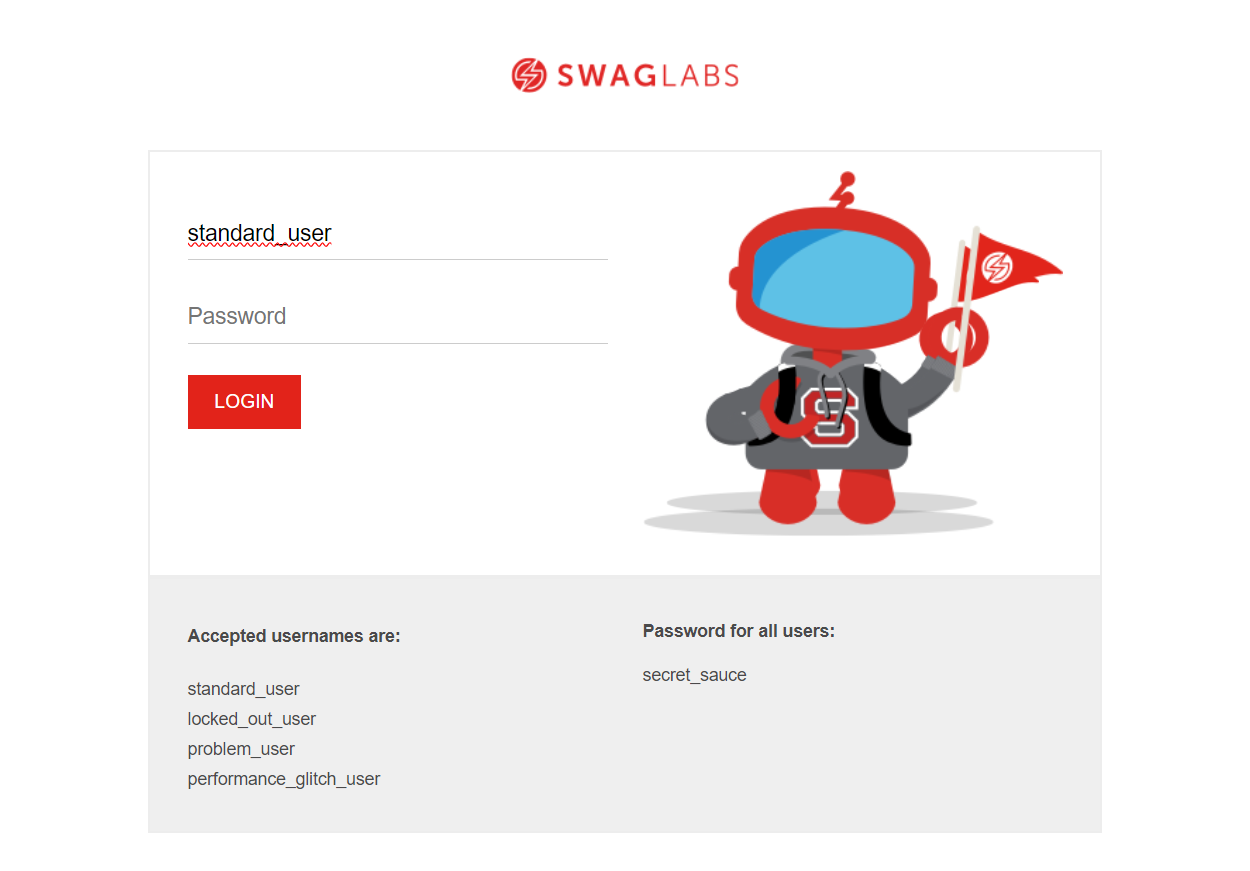 SWAGLABS
standard_user
Password
LOGIN
S
Accepted usernames are:
standard_user
locked_out_user
problem_user
performance_glitch_user
Password for all users:
secret_sauce